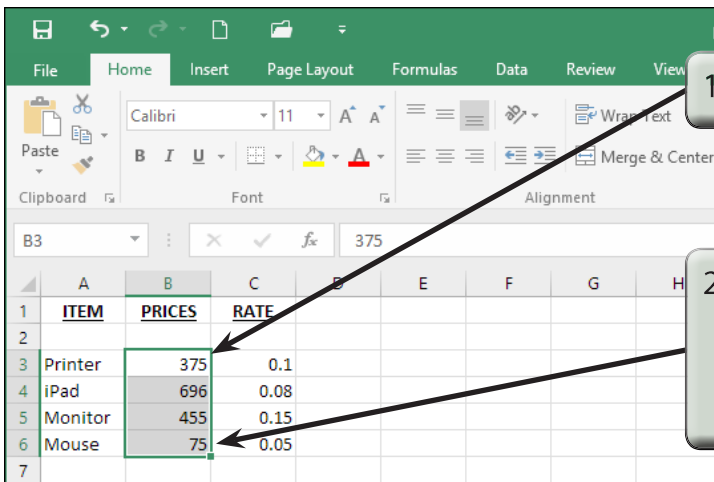 File Home Insert Page Layout Formulas Data Review View
Calibri 11 A A Wrap Text
Paste B I U A Merge & Center
Clipboard Font Alignment
B3 fx 375
A B C D E F G H
1 ITEM PRICES RATE
2
3 Printer 375 0.1
4 iPad 696 0.08
5 Monitor 455 0.15
6 Mouse 75 0.05
7
1
2